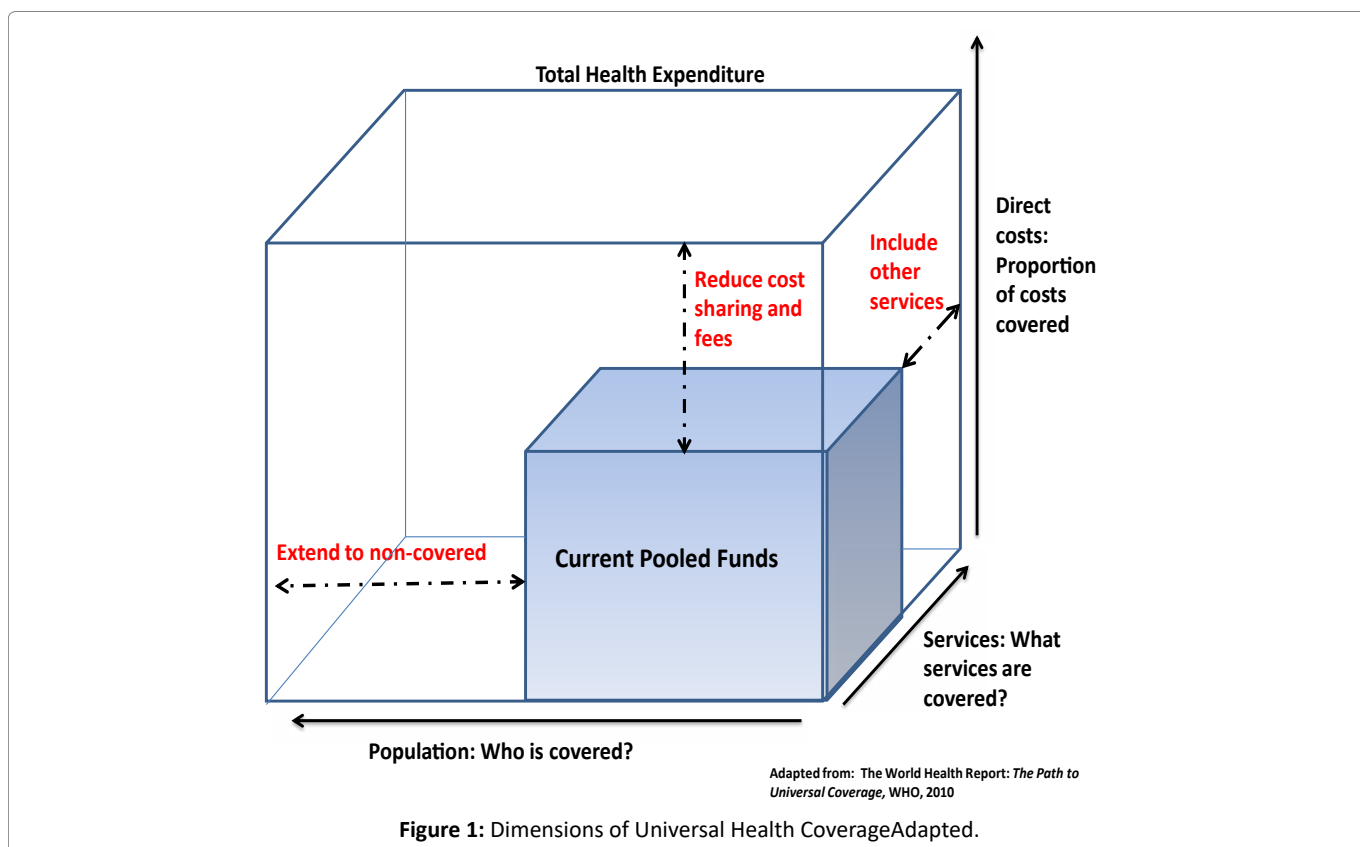 Total Health Expenditure
Direct
costs:
Proportion
of costs
covered
Include
other
services
Reduce cost
sharing and
fees
Extend to non-covered
Current Pooled Funds
Services: What
services are
covered?
Population: Who is covered?
Adapted from:  The World Health Report: The Path to
Universal Coverage, WHO, 2010
Figure 1: Dimensions of Universal Health CoverageAdapted.